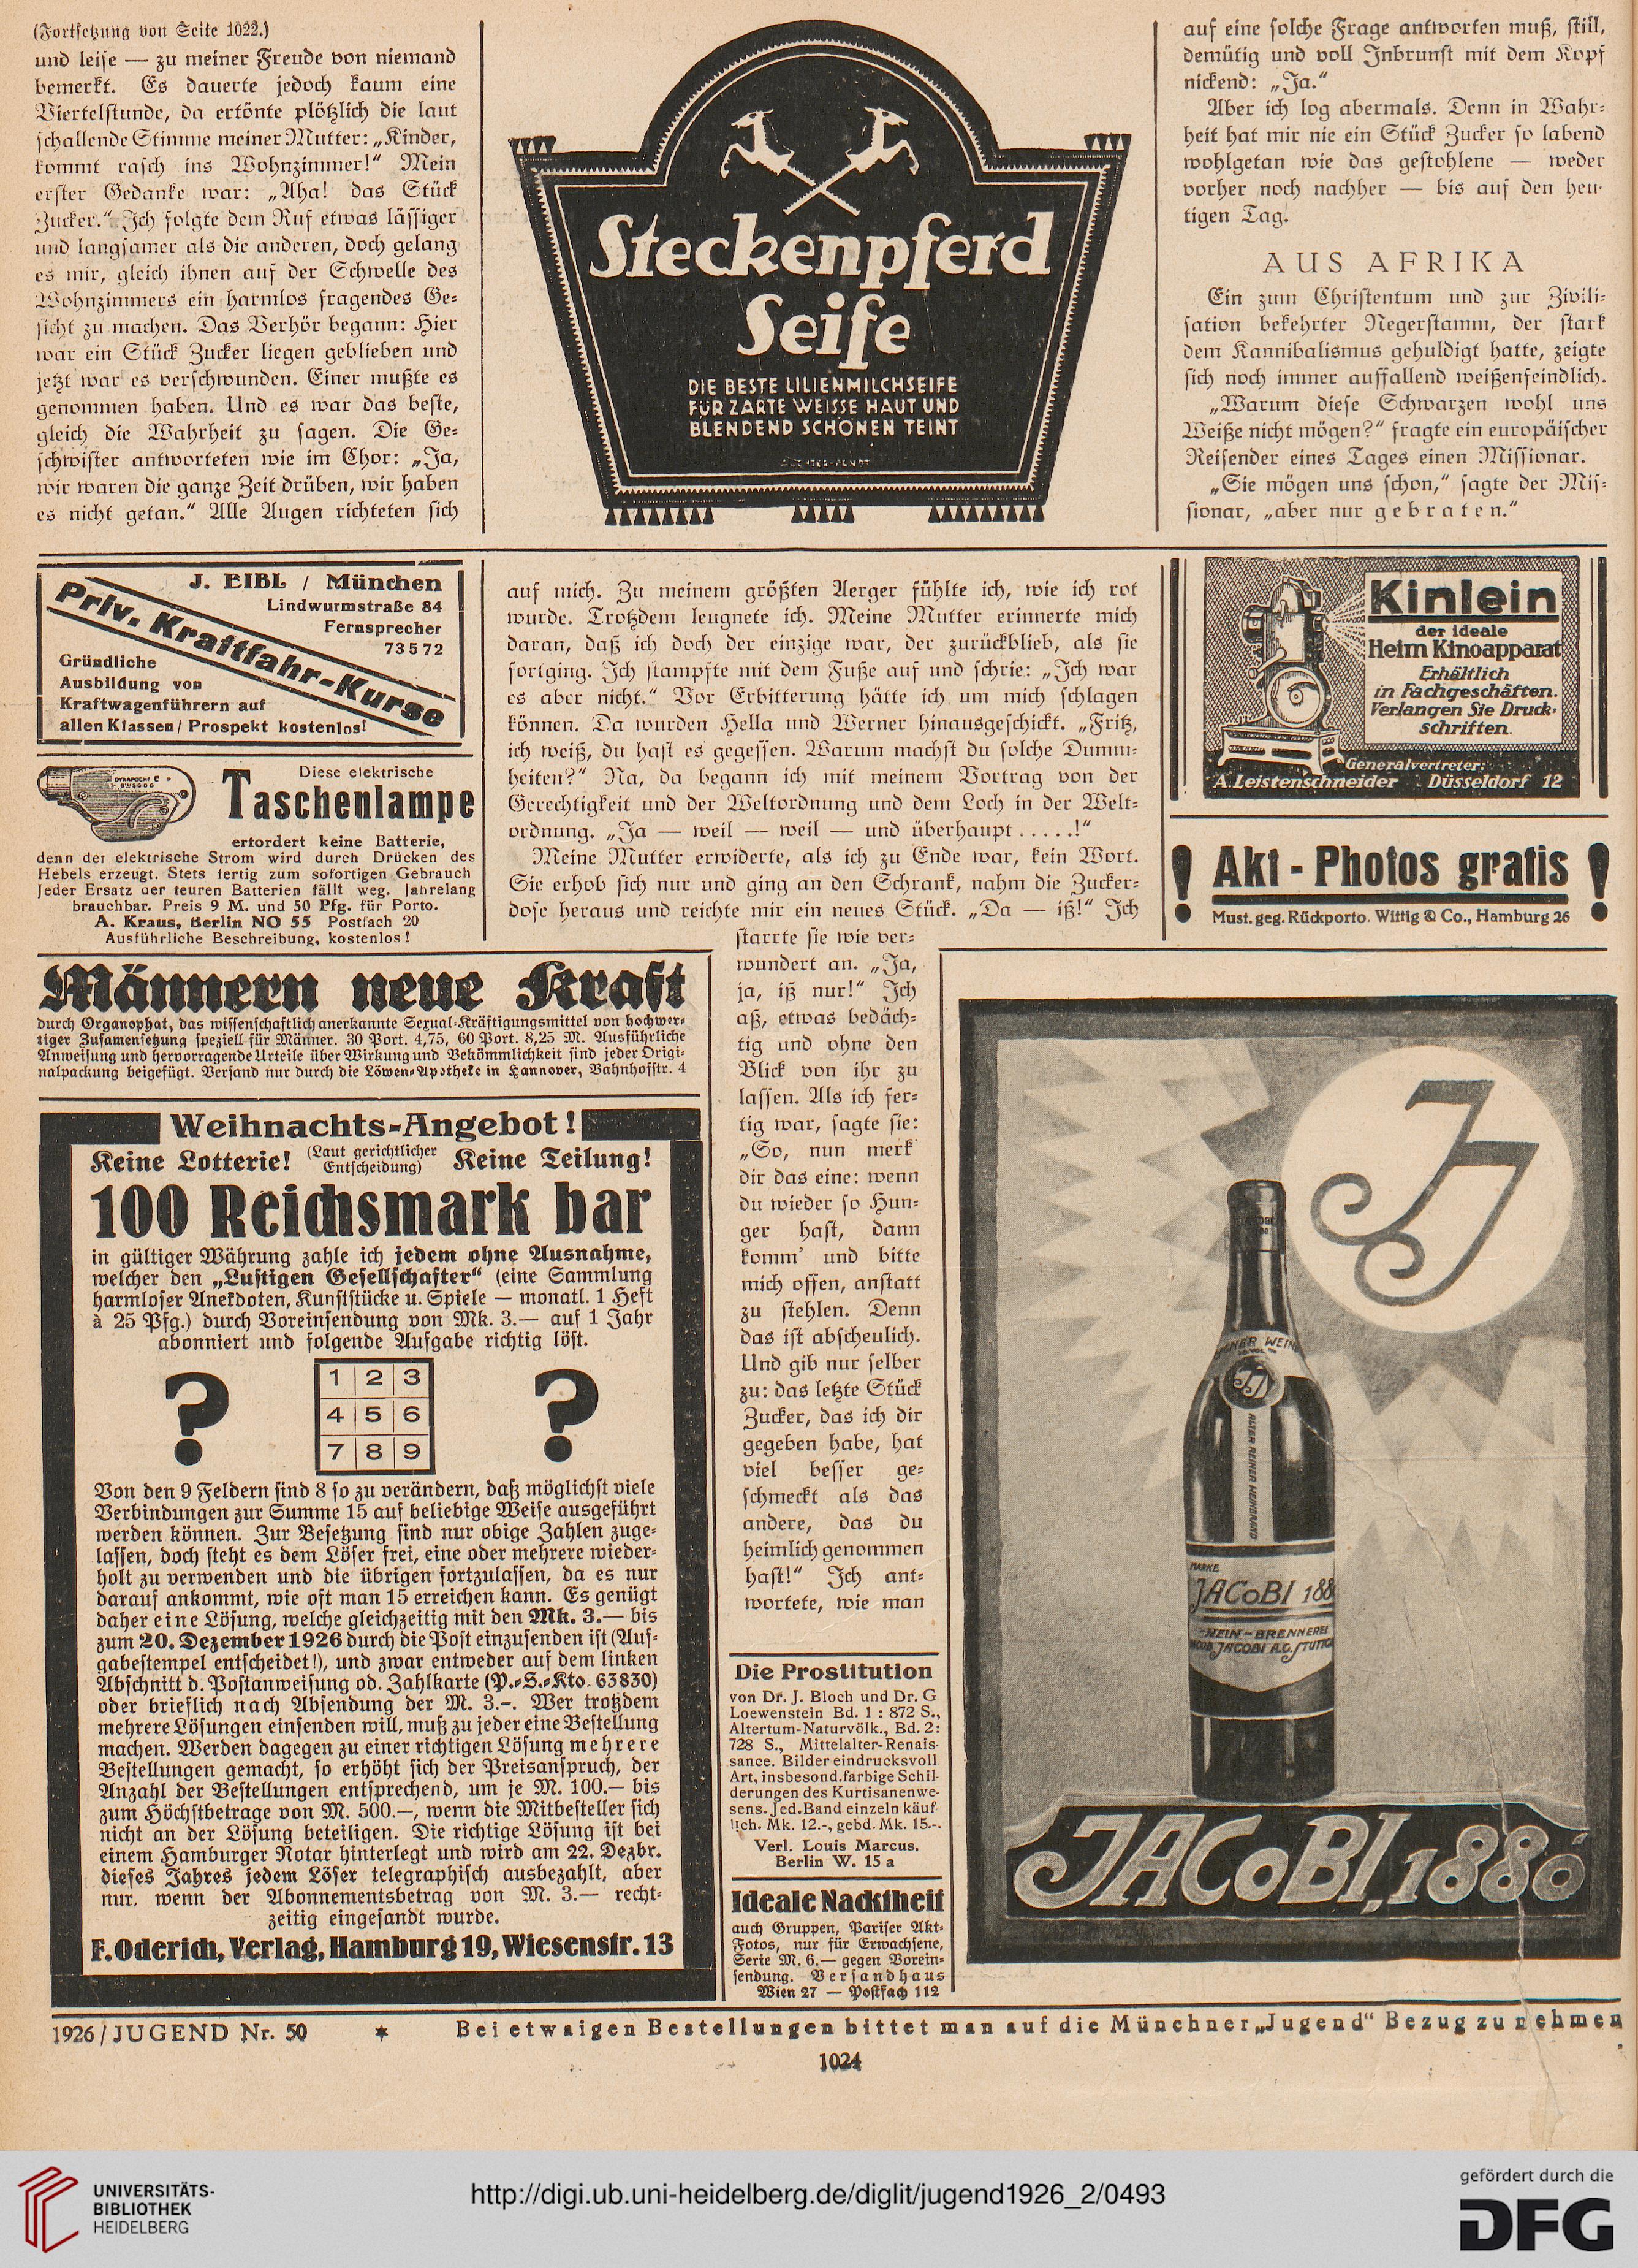 (Fortsetzung von Seite 1022.)
und leise — zu meiner Freude von niemand
bemerkt. Es dauerte jedoch kaum eine
Viertelstunde, da ertönte plötzlich die laut
schallende Stimme meiner Mutter: „Kinder,
kommt rasch ins Wohnzimmer!“ Mein
erster Gedanke war: „Aha! das Stück
Zucker.“ Ich folgte dem Ruf etwas lässiger
und langsamer als die anderen, doch gelang
es mir, gleich ihnen auf der Schwelle des
Wohnzimmers ein harmlos fragendes Ge-
sicht zu machen. Das Verhör begann: Hier
war ein Stück Zucker liegen geblieben und
jetzt war es verschwunden. Einer mußte es
genommen haben. Und es war das beste,
gleich die Wahrheit zu sagen. Die Ge-
schwister antworteten wie im Chor: „Ja,
wir waren die ganze Zeit drüben, wir haben
es nicht getan.“ Alle Augen richteten sich
Steckenpferd
Seife
DIE BESTE LILIENMILCHSEIFE
FÜR ZARTE WEISSE HAUT UND
BLENDEND SCHÖNEN TEINT
auf mich. Zu meinem größten Aerger fühlte ich, wie ich rot
wurde. Trotzdem leugnete ich. Meine Mutter erinnerte mich
daran, daß ich doch der einzige war, der zurückblieb, als sie
fortging. Ich stampfte mit dem Fuße auf und schrie: „Ich war
es aber nicht.“ Vor Erbitterung hätte ich um mich schlagen
können. Da wurden Hella und Werner hinausgeschickt. „Fritz,
ich weiß, du hast es gegessen. Warum machst du solche Dumm-
heiten?“ Na, da begann ich mit meinem Vortrag von der
Gerechtigkeit und der Weltordnung und dem Loch in der Welt-
ordnung. „Ja — weil — weil — und überhaupt . . . . .!“
Meine Mutter erwiderte, als ich zu Ende war, kein Wort.
Sie erhob sich nur und ging an den Schrank, nahm die Zucker-
dose heraus und reichte mir ein neues Stück. „Da — iß!“ Ich
starrte sie wie ver-
wundert an. „Ja,
ja, iß nur!“ Ich
aß, etwas bedäch-
tig und ohne den
Blick von ihr zu
lassen. Als ich fer-
tig war, sagte sie:
„So, nun merk
dir das eine: wenn
du wieder so Hun-
ger hast, dann
komm' und bitte
mich offen, anstatt
zu stehlen. Denn
das ist abscheulich.
Und gib nur selber
zu: das letzte Stück
Zucker, das ich dir
gegeben habe, hat
viel besser ge-
schmeckt als das
andere, das du
heimlich genommen
hast!“ Ich ant-
wortete, wie man
auf eine solche Frage antworten muß, still,
demütig und voll Inbrunst mit dem Kopf
nickend: „Ja.“
Aber ich log abermals. Denn in Wahr-
heit hat mir nie ein Stück Zucker so labend
wohlgetan wie das gestohlene — weder
vorher noch nachher — bis auf den heu-
tigen Tag.
AUS AFRIKA
Ein zum Christentum und zur Zivili-
sation bekehrter Negerstamm, der stark
dem Kannibalismus gehuldigt hatte, zeigte
sich noch immer auffallend weißenfeindlich.
„Warum diese Schwarzen wohl uns
Weiße nicht mögen?“ fragte ein europäischer
Reisender eines Tages einen Missionar.
„Sie mögen uns schon,“ sagte der Mis-
sionar, „aber nur gebraten.“
J. EIBL / München
Lindwurmstraße 84
Fernsprecher
73572
Priv. Kraftfahr-Kurse
Gründliche
Ausbildung von
Kraftwagenführern auf
allen Klassen / Prospekt kostenlos!
Diese elektrische
Taschenlampe
erfordert keine Batterie,
denn der elektrische Strom wird durch Drücken des
Hebels erzeugt. Stets fertig zum sofortigen Gebrauch
Jeder Ersatz der teuren Batterien fällt weg. Jahrelang
brauchbar. Preis 9 M. und 50 Pfg. für Porto.
A. Kraus, Berlin NO 55 Postfach 20
Ausführliche Beschreibung, kostenlos!
Kinlein
der ideale
Heim Kinoapparat
Erhältlich
in Fachgeschäften.
Verlangen Sie Druck-
schriften.
Generalvertreter:
A. Leistenschneider - Düsseldorf 12
! Akt - Photos gratis !
Must. geg. Rückporto. Wittig & Co., Hamburg 26
Männern neue Kraft
durch Organophat, das wissenschaftlich anerkannte Sexual-Kräftigungsmittel von hochwer-
tiger Zusamensetzung speziell für Männer. 30 Port. 4,75, 60 Port. 8,25 M. Ausführliche
Anweisung und hervorragende Urteile über Wirkung und Bekömmlichkeit sind jeder Origi-
nalpackung beigefügt. Versand nur durch die Löwen-Apotheke in Hannover, Bahnhofstr. 4
Weihnachts-Angebot!
Keine Lotterie! (Laut gerichtlicher Entscheidung) Keine Teilung!
100 Reichsmark bar
in gültiger Währung zahle ich jedem ohne Ausnahme,
welcher den „Lustigen Gesellschafter“ (eine Sammlung
harmloser Anekdoten, Kunststücke u. Spiele — monatl. 1 Heft
à 25 Pfg.) durch Voreinsendung von Mk. 3.— auf 1 Jahr
abonniert und folgende Aufgabe richtig löst.
? 1 2 3 ?
4 5 6
7 8 9
Von den 9 Feldern sind 8 so zu verändern, daß möglichst viele
Verbindungen zur Summe 15 auf beliebige Weise ausgeführt
werden können. Zur Besetzung sind nur obige Zahlen zuge-
lassen, doch steht es dem Löser frei, eine oder mehrere wieder-
holt zu verwenden und die übrigen fortzulassen, da es nur
darauf ankommt, wie oft man 15 erreichen kann. Es genügt
daher eine Lösung, welche gleichzeitig mit den Mk. 3.— bis
zum 20. Dezember 1926 durch die Post einzusenden ist (Auf-
gabestempel entscheidet!), und zwar entweder auf dem linken
Abschnitt d. Postanweisung od. Zahlkarte (P.-S.-Kto. 63830)
oder brieflich nach Absendung der M. 3.-. Wer trotzdem
mehrere Lösungen einsenden will, muß zu jeder eine Bestellung
machen. Werden dagegen zu einer richtigen Lösung mehrere
Bestellungen gemacht, so erhöht sich der Preisanspruch, der
Anzahl der Bestellungen entsprechend, um je M. 100.— bis
zum Höchstbetrage von M. 500.—, wenn die Mitbesteller sich
nicht an der Lösung beteiligen. Die richtige Lösung ist bei
einem Hamburger Notar hinterlegt und wird am 22. Dezbr.
dieses Jahres jedem Löser telegraphisch ausbezahlt, aber
nur, wenn der Abonnementsbetrag von M. 3.— recht-
zeitig eingesandt wurde.
F. Oderich, Verlag, Hamburg 19, Wiesenstr. 13
Die Prostitution
von Dr. J. Bloch und Dr. G
Loewenstein Bd. 1 : 872 S.,
Altertum-Naturvölk., Bd. 2:
728 S., Mittelalter-Renais-
sance. Bilder eindrucksvoll
Art, insbesond. farbige Schil-
derungen des Kurtisanenwe-
sens. Jed. Band einzeln käuf-
lich. Mk. 12.-, gebd. Mk. 15.-.
Verl. Louis Marcus,
Berlin W. 15 a
Ideale Nacktheit
auch Gruppen, Pariser Akt-
Fotos, nur für Erwachsene,
Serie M. 6.— gegen Vorein-
sendung. Versandhaus
Wien 27 — Postfach 112
JJ
JJ
ALTER REINER WEINBRAND
MARKE
JACOBI 188
WEIN-BRENNEREI
JACOB JACOBI A.G. STUTTG
JACOBI, 1880
1926 / JUGEND Nr. 50 * Bei etwaigen Bestellungen bittet man auf die Münchner „Jugend“ Bezug zu nehmen
1024
UNIVERSITÄTS-
BIBLIOTHEK
HEIDELBERG
http://digi.ub.uni-heidelberg.de/diglit/jugend1926_2/0493
gefördert durch die
DFG